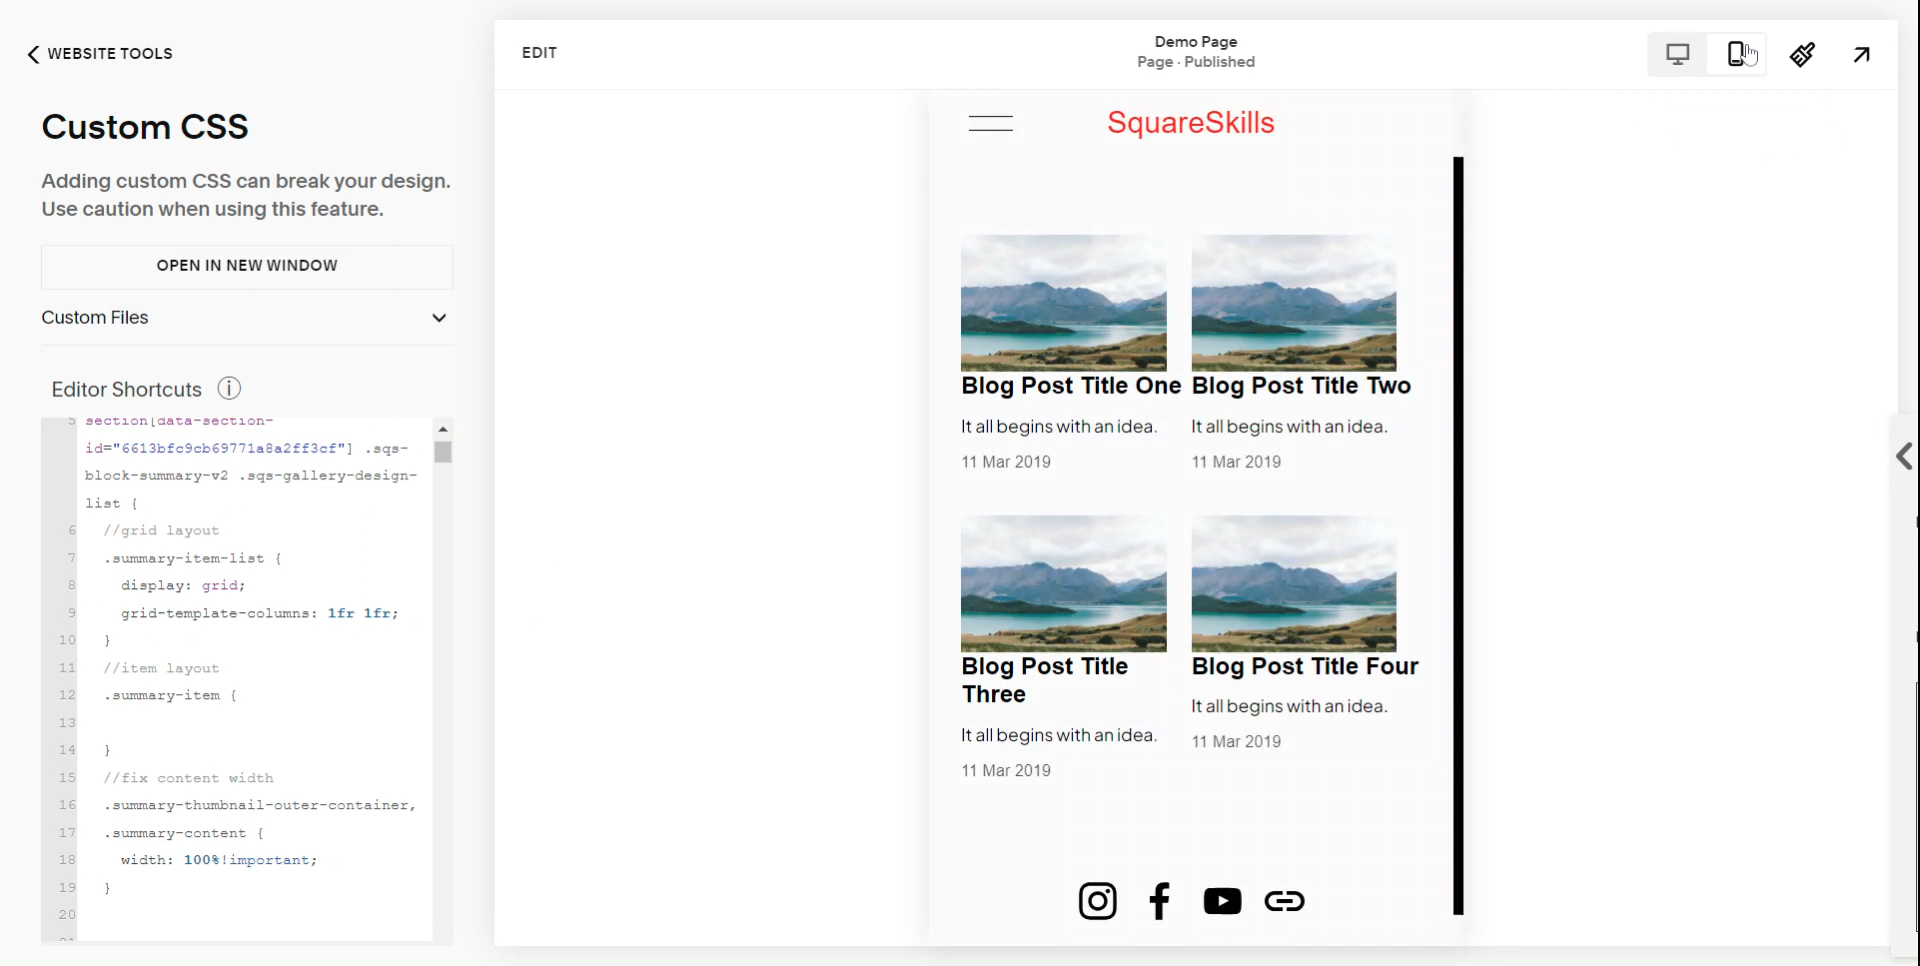 WEBSITE TOOLS
Custom CSS
Adding custom CSS can break your design.
Use caution when using this feature.
OPEN IN NEW WINDOW
Custom Files
Editor Shortcuts
5 section[data-section-
id="6613bfc9cb69771a8a2ff3cf"] .sqs-
block-summary-v2 .sqs-gallery-design-
list {
6 //grid layout
7 .summary-item-list {
8 display: grid;
9 grid-template-columns: 1fr 1fr;
10 }
11 //item layout
12 .summary-item {
13
14 }
15 //fix content width
16 .summary-thumbnail-outer-container,
17 .summary-content {
18 width: 100%!important;
19 }
20
21
EDIT
Demo Page
Page · Published
SquareSkills
Blog Post Title One
It all begins with an idea.
11 Mar 2019
Blog Post Title Two
It all begins with an idea.
11 Mar 2019
Blog Post Title
Three
It all begins with an idea.
11 Mar 2019
Blog Post Title Four
It all begins with an idea.
11 Mar 2019